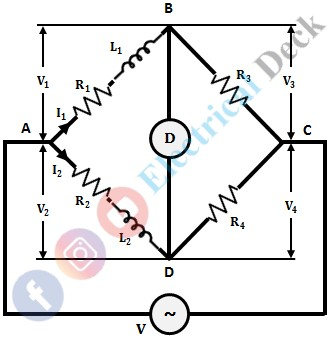 B
L1
R1
R3
V1
V3
I1
A
D
C
I2
V2
R2
L2
R4
V4
D
V
~
Electrical Deck